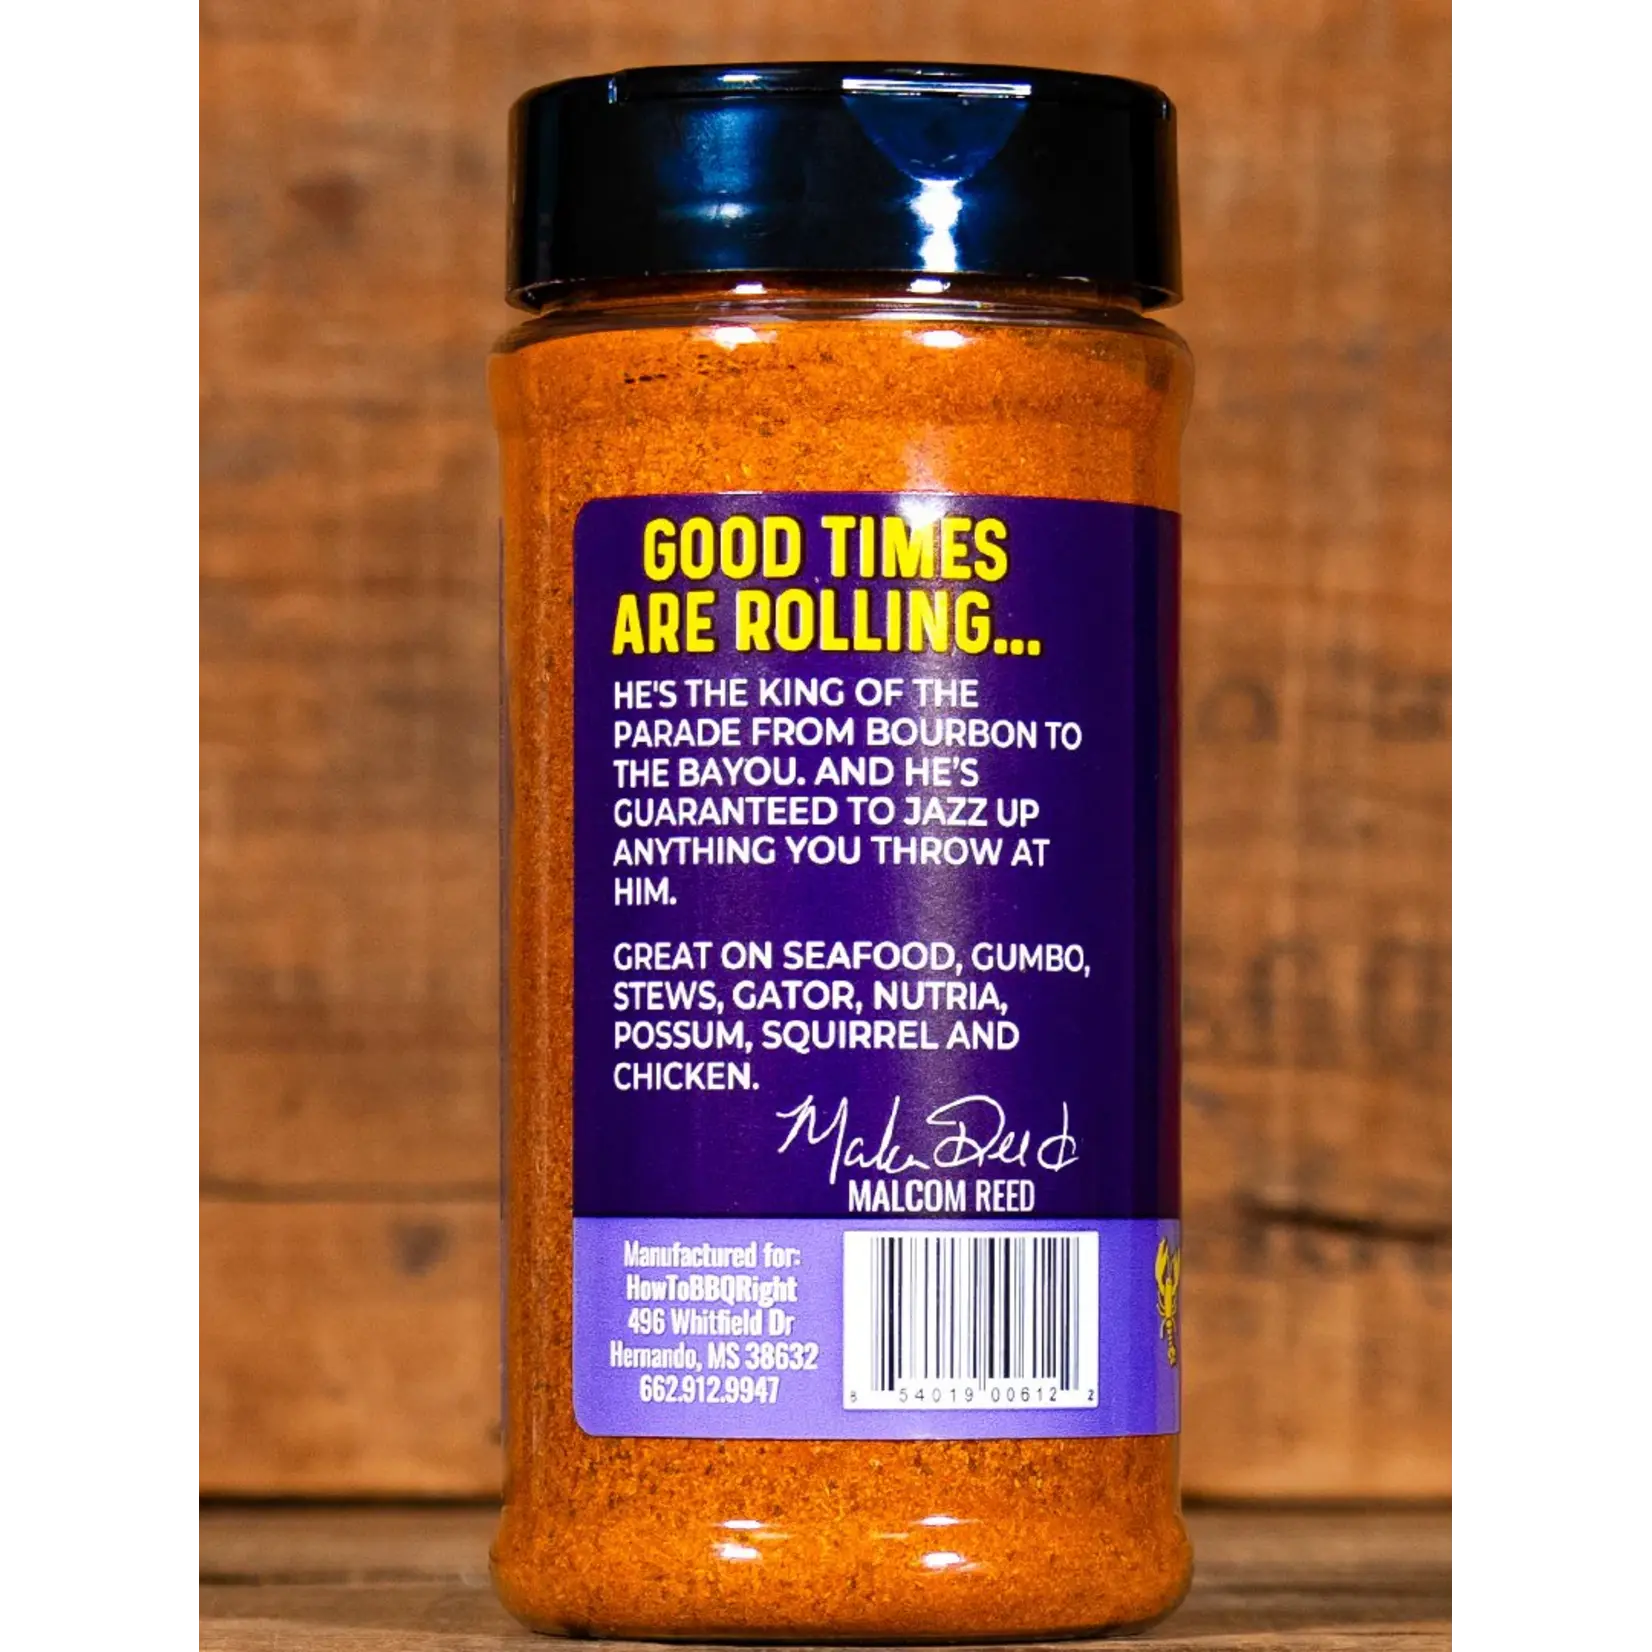 GOOD TIMES
ARE ROLLING...
HE'S THE KING OF THE
PARADE FROM BOURBON TO
THE BAYOU. AND HE'S
GUARANTEED TO JAZZ UP
ANYTHING YOU THROW AT
HIM.
GREAT ON SEAFOOD, GUMBO,
STEWS, GATOR, NUTRIA,
POSSUM, SQUIRREL AND
CHICKEN.
MALCOM REED
Manufactured for:
HowToBBQRight
496 Whitfield Dr
Hernando, MS 38632
662.912.9947
8 54019 00612 2